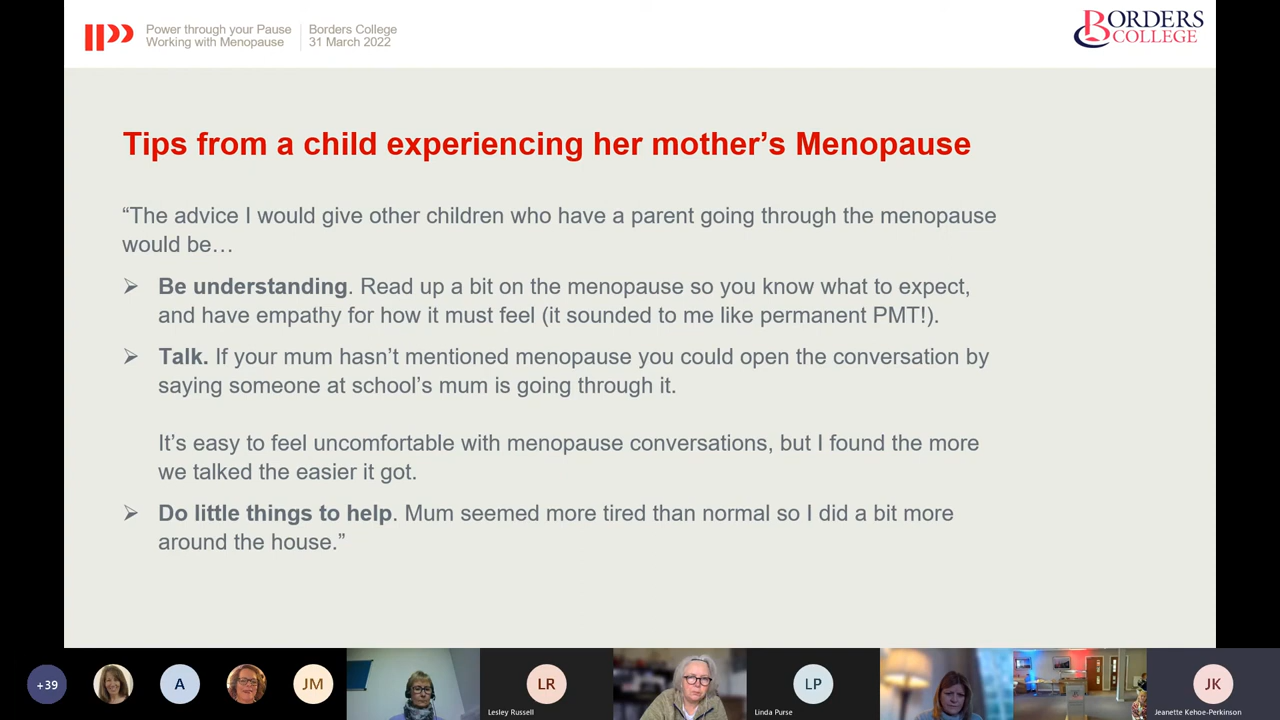 Power through your Pause
Working with Menopause
Borders College
31 March 2022
BORDERS
COLLEGE
Tips from a child experiencing her mother’s Menopause
“The advice I would give other children who have a parent going through the menopause
would be…
Be understanding. Read up a bit on the menopause so you know what to expect,
and have empathy for how it must feel (it sounded to me like permanent PMT!).
Talk. If your mum hasn’t mentioned menopause you could open the conversation by
saying someone at school’s mum is going through it.
It’s easy to feel uncomfortable with menopause conversations, but I found the more
we talked the easier it got.
Do little things to help. Mum seemed more tired than normal so I did a bit more
around the house.”
+39
A
JM
LR
Lesley Russell
LP
Linda Purse
JK
Jeanette Kehoe-Perkinson